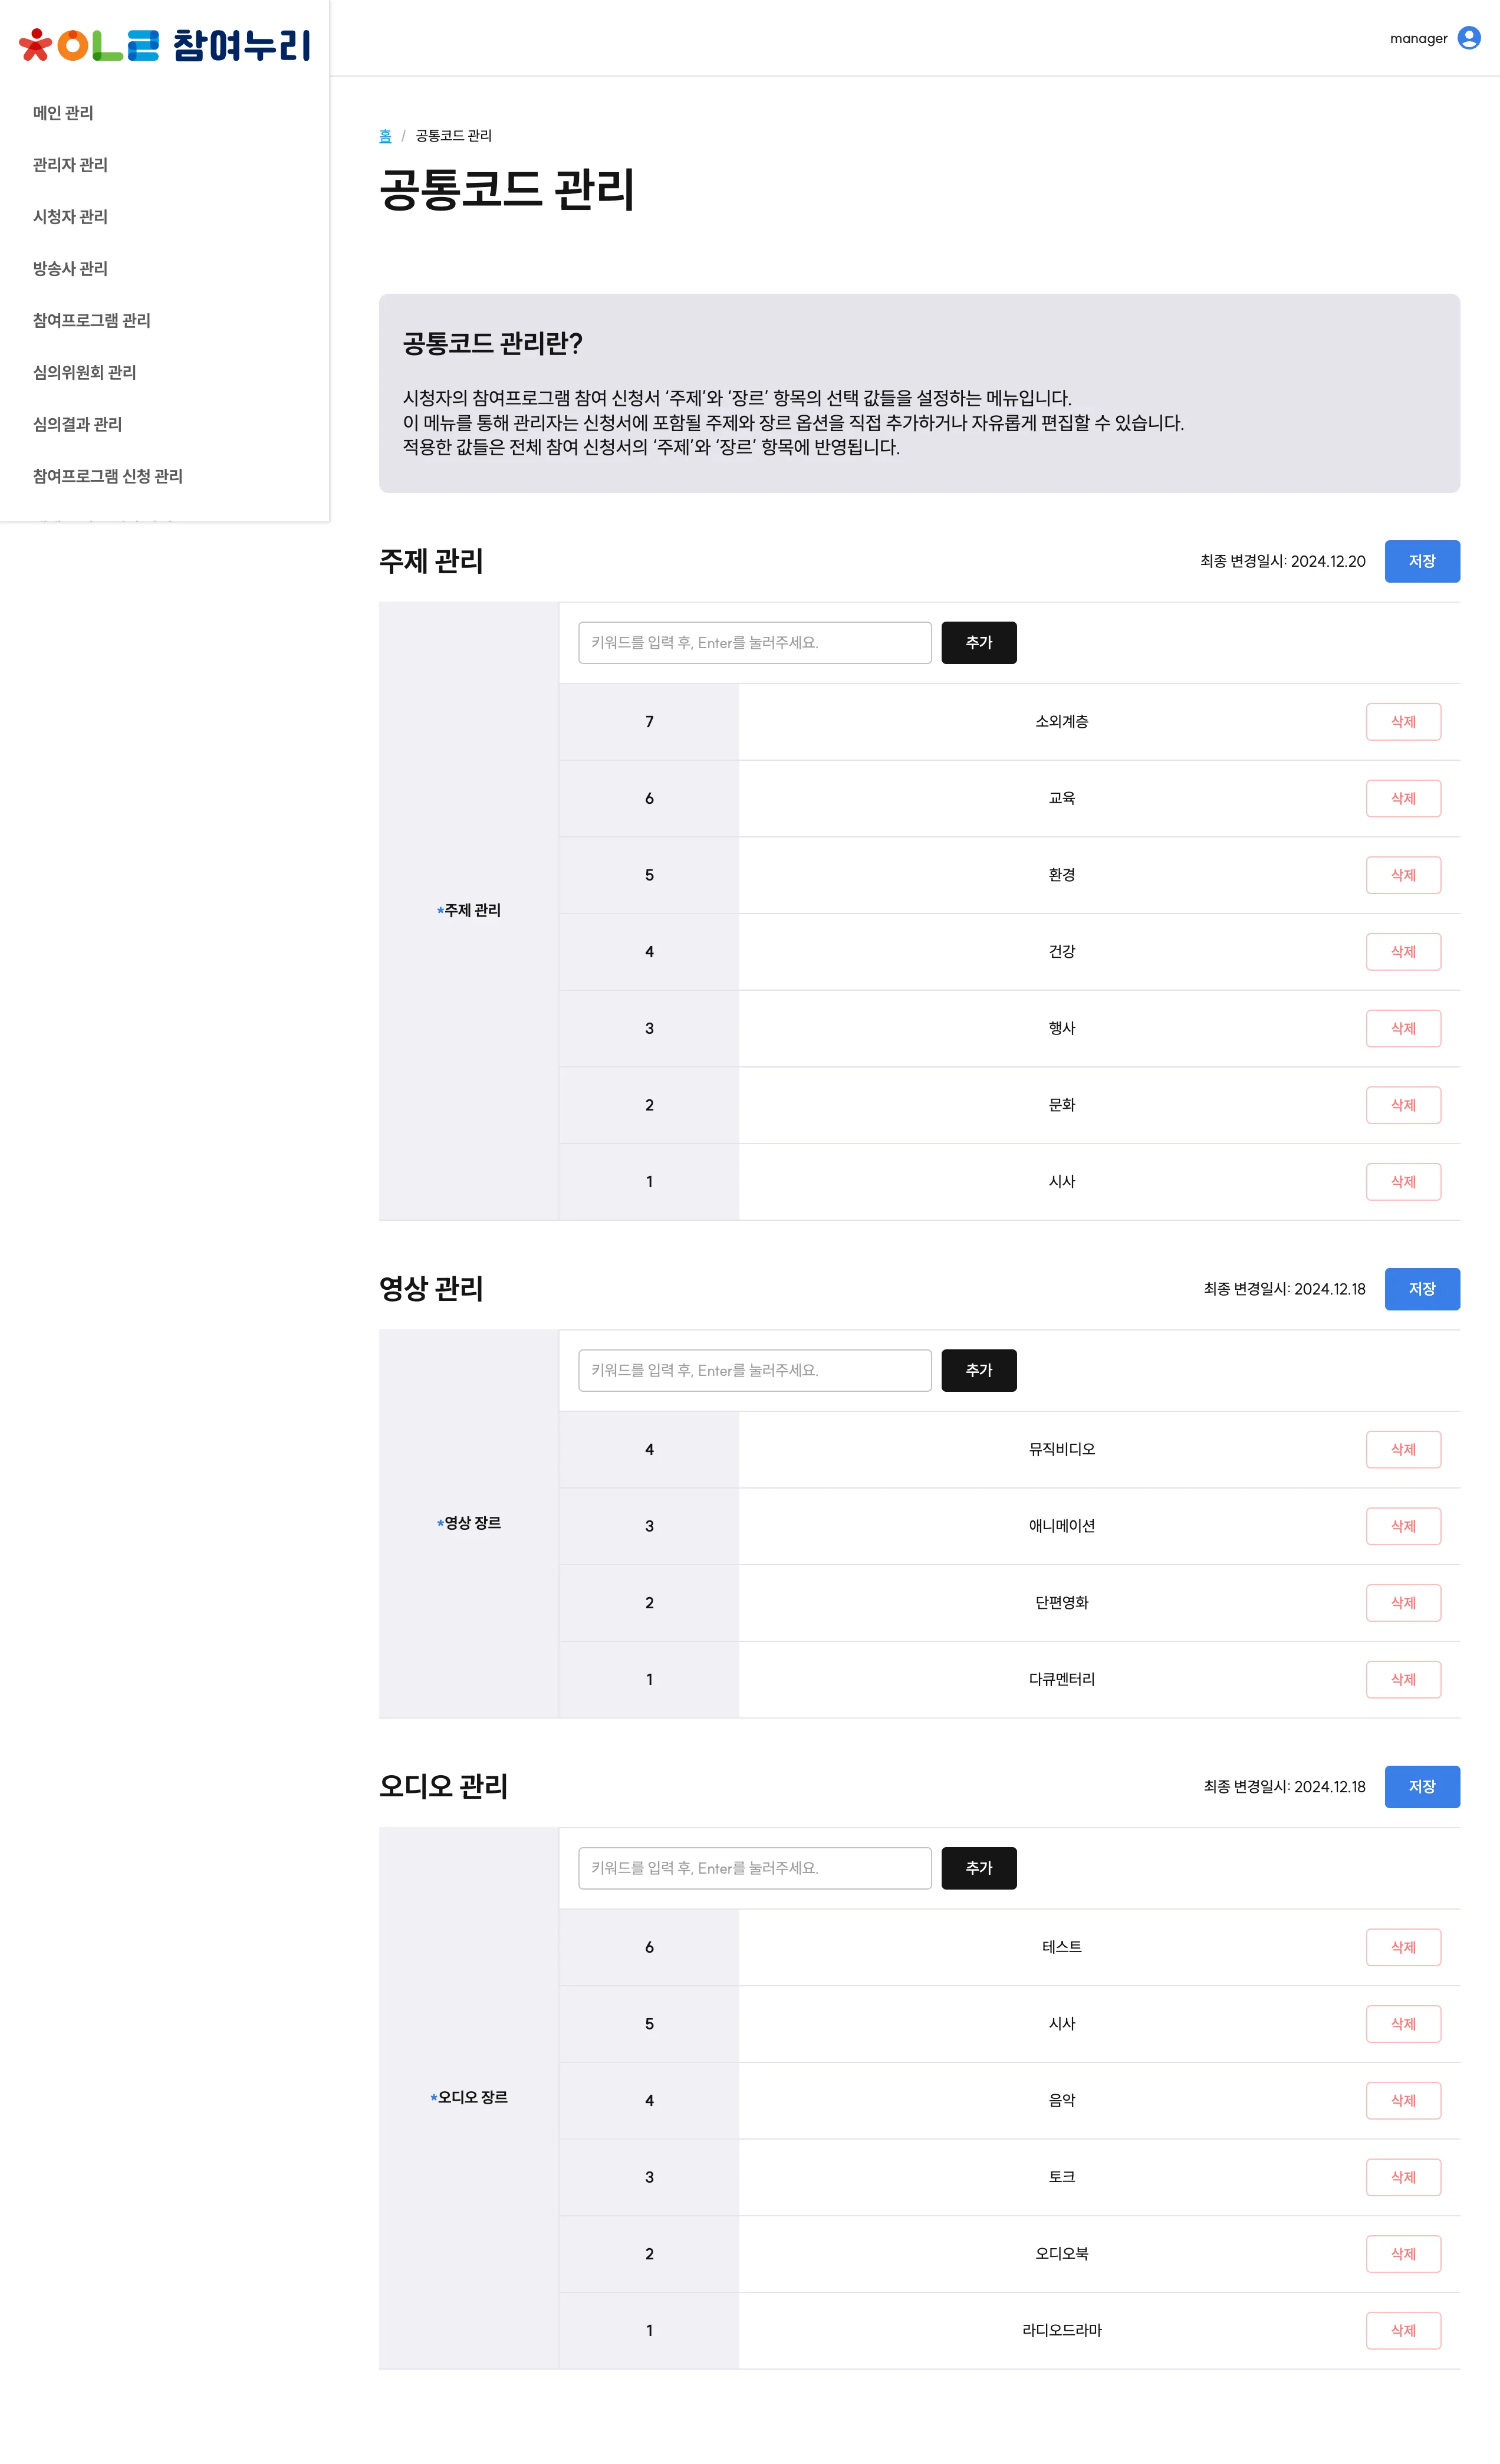 참여누리
manager
메인 관리
관리자 관리
시청자 관리
방송사 관리
참여프로그램 관리
심의위원회 관리
심의결과 관리
참여프로그램 신청 관리
홈 / 공통코드 관리
공통코드 관리
공통코드 관리란?
시청자의 참여프로그램 참여 신청서 ‘주제’와 ‘장르’ 항목의 선택 값들을 설정하는 메뉴입니다.
이 메뉴를 통해 관리자는 신청서에 포함될 주제와 장르 옵션을 직접 추가하거나 자유롭게 편집할 수 있습니다.
적용한 값들은 전체 참여 신청서의 ‘주제’와 ‘장르’ 항목에 반영됩니다.
주제 관리 최종 변경일시: 2024.12.20 저장
키워드를 입력 후, Enter를 눌러주세요. 추가
*주제 관리
7 소외계층 삭제
6 교육 삭제
5 환경 삭제
4 건강 삭제
3 행사 삭제
2 문화 삭제
1 시사 삭제
영상 관리 최종 변경일시: 2024.12.18 저장
키워드를 입력 후, Enter를 눌러주세요. 추가
*영상 장르
4 뮤직비디오 삭제
3 애니메이션 삭제
2 단편영화 삭제
1 다큐멘터리 삭제
오디오 관리 최종 변경일시: 2024.12.18 저장
키워드를 입력 후, Enter를 눌러주세요. 추가
*오디오 장르
6 테스트 삭제
5 시사 삭제
4 음악 삭제
3 토크 삭제
2 오디오북 삭제
1 라디오드라마 삭제